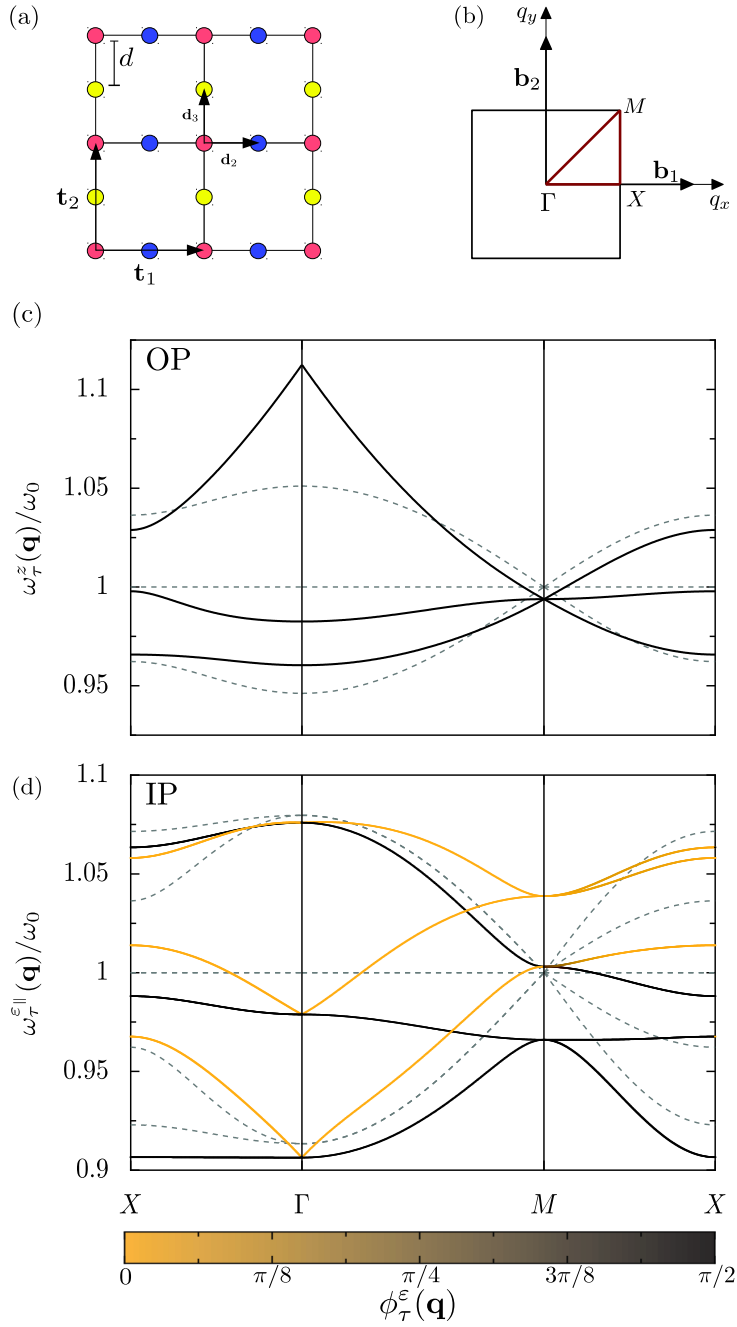 (a)
d
d₃
d₂
t₂
t₁
(b)
q_y
b₂
M
b₁
Γ
X
q_x
(c)
OP
1.1
1.05
1
0.95
ω_τ^z(q)/ω₀
(d)
IP
1.1
1.05
1
0.95
0.9
ω_τ^{ε∥}(q)/ω₀
X Γ M X
0 π/8 π/4 3π/8 π/2
ϕ_τ^ε(q)